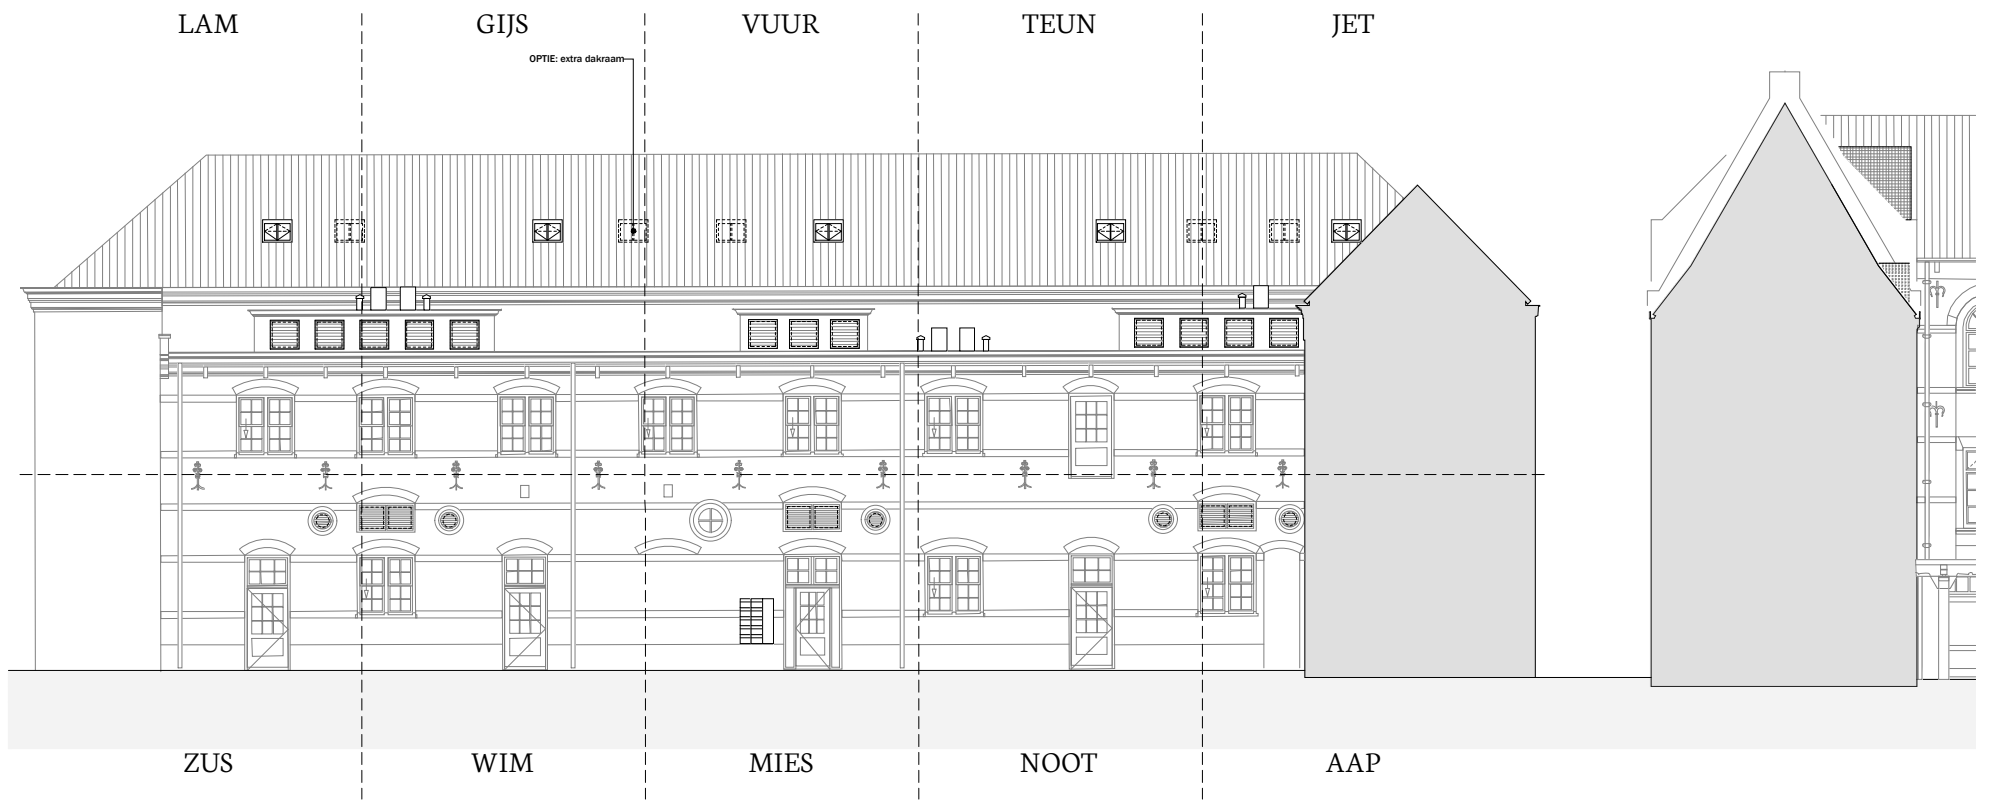 LAM GIJS VUUR TEUN JET
OPTIE: extra dakraam
ZUS WIM MIES NOOT AAP